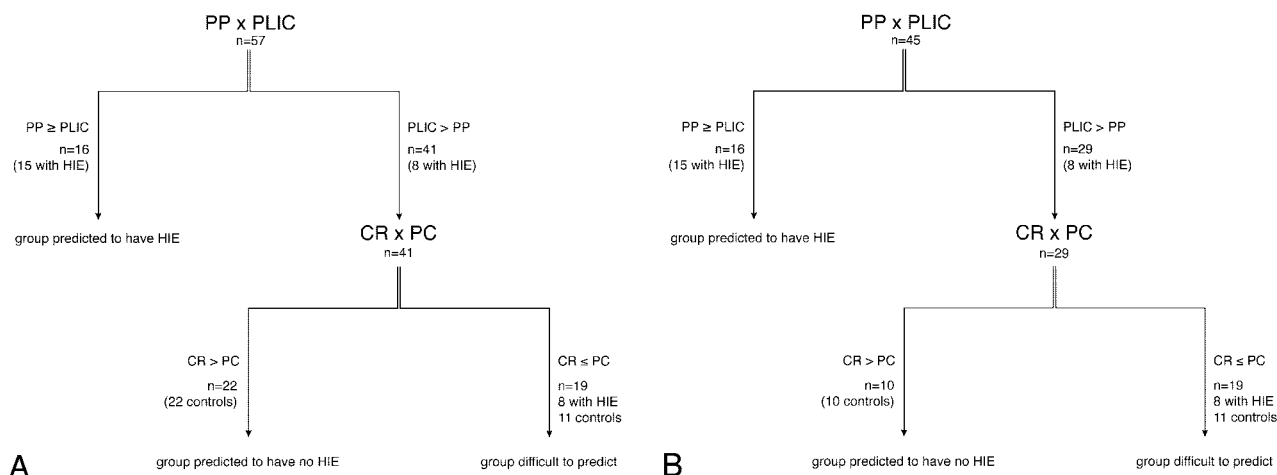 PP x PLIC
n=57
PP ≥ PLIC
n=16
(15 with HIE)
PLIC > PP
n=41
(8 with HIE)
group predicted to have HIE
CR x PC
n=41
CR > PC
n=22
(22 controls)
CR ≤ PC
n=19
8 with HIE
11 controls
group predicted to have no HIE
group difficult to predict
A
PP x PLIC
n=45
PP ≥ PLIC
n=16
(15 with HIE)
PLIC > PP
n=29
(8 with HIE)
group predicted to have HIE
CR x PC
n=29
CR > PC
n=10
(10 controls)
CR ≤ PC
n=19
8 with HIE
11 controls
group predicted to have no HIE
group difficult to predict
B